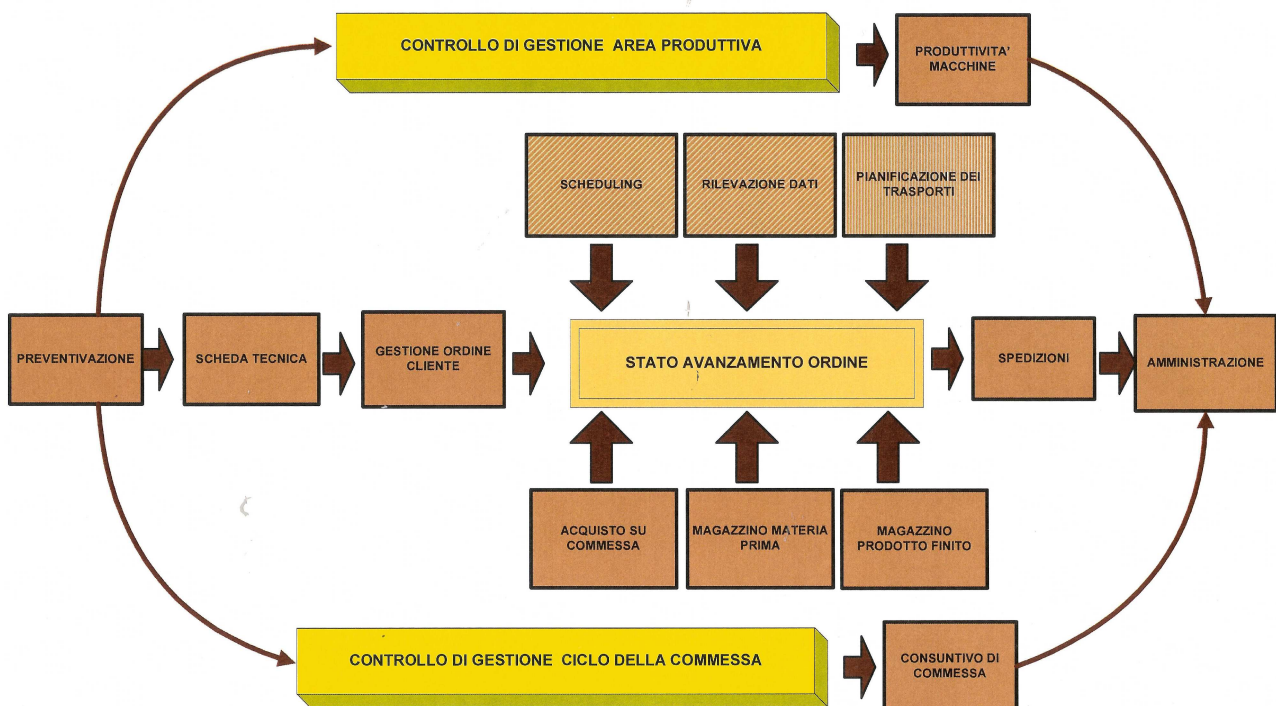 CONTROLLO DI GESTIONE AREA PRODUTTIVA
PRODUTTIVITA'
MACCHINE
SCHEDULING
RILEVAZIONE DATI
PIANIFICAZIONE DEI
TRASPORTI
PREVENTIVAZIONE
SCHEDA TECNICA
GESTIONE ORDINE
CLIENTE
STATO AVANZAMENTO ORDINE
SPEDIZIONI
AMMINISTRAZIONE
ACQUISTO SU
COMMESSA
MAGAZZINO MATERIA
PRIMA
MAGAZZINO
PRODOTTO FINITO
CONTROLLO DI GESTIONE CICLO DELLA COMMESSA
CONSUNTIVO DI
COMMESSA